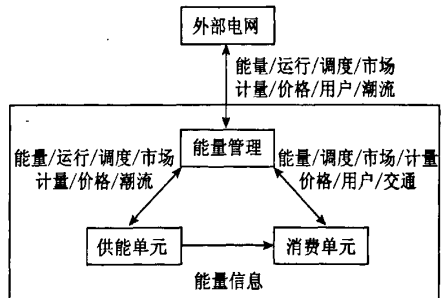 外部电网
能量/运行/调度/市场
计量/价格/用户/潮流
能量管理
能量/运行/调度/市场
计量/价格/潮流
能量/调度/市场/计量
价格/用户/交通
供能单元
消费单元
能量信息